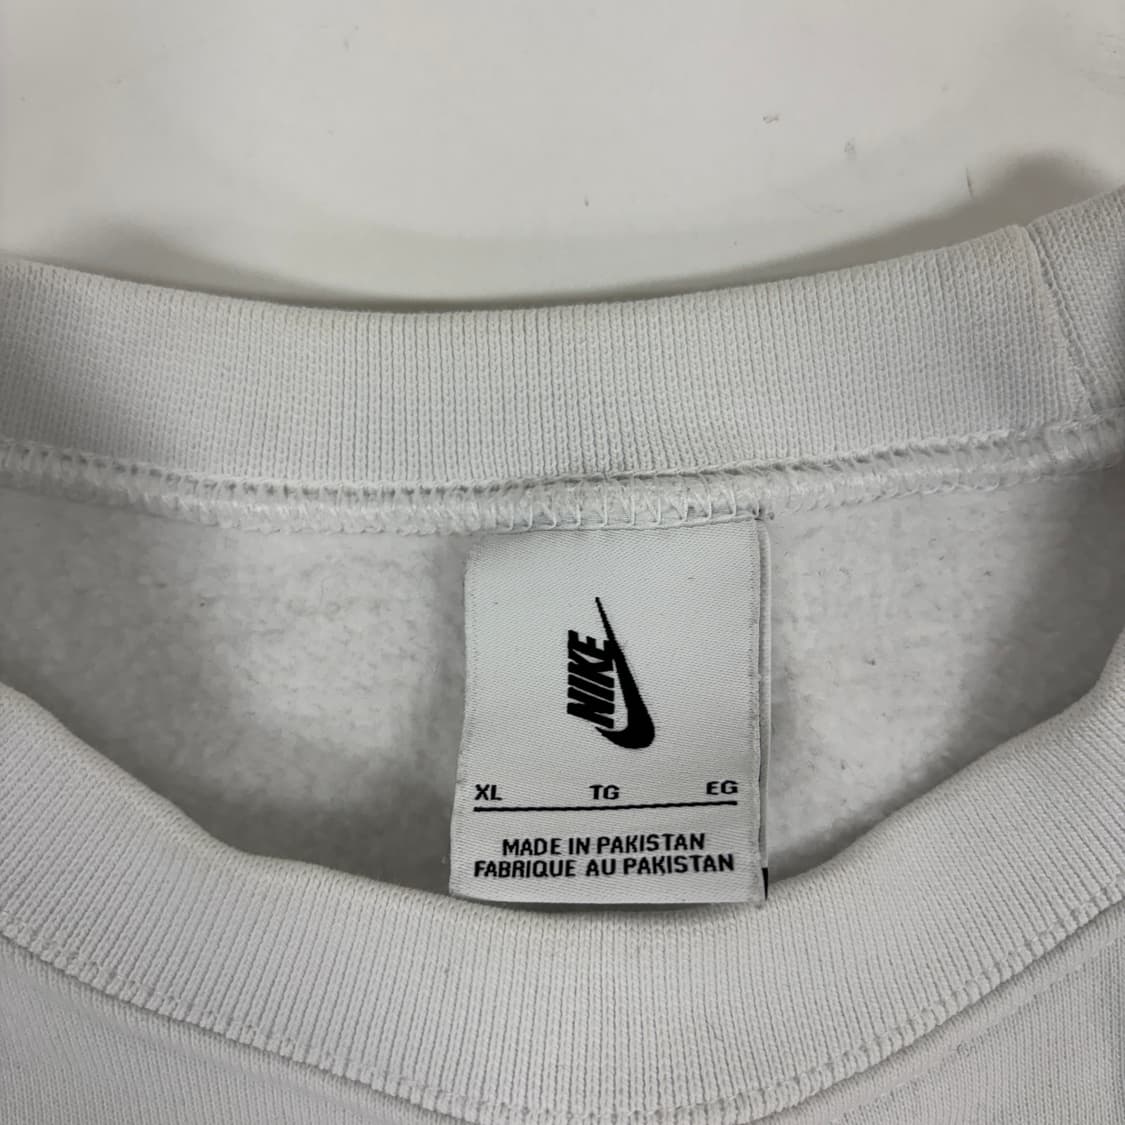 NIKE
XL TG EG
MADE IN PAKISTAN
FABRIQUE AU PAKISTAN